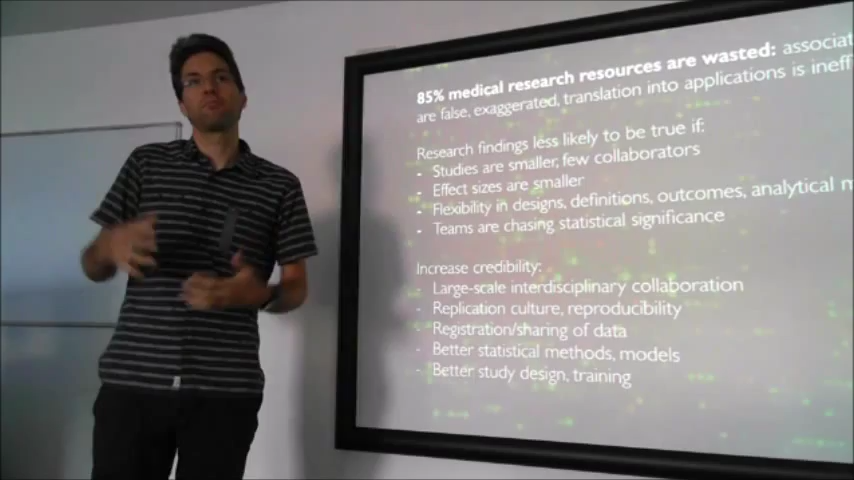 85% medical research resources are wasted: associat
are false, exaggerated, translation into applications is ineff
Research findings less likely to be true if:
- Studies are smaller, few collaborators
- Effect sizes are smaller
- Flexibility in designs, definitions, outcomes, analytical m
- Teams are chasing statistical significance
Increase credibility:
- Large-scale interdisciplinary collaboration
- Replication culture, reproducibility
- Registration/sharing of data
- Better statistical methods, models
- Better study design, training